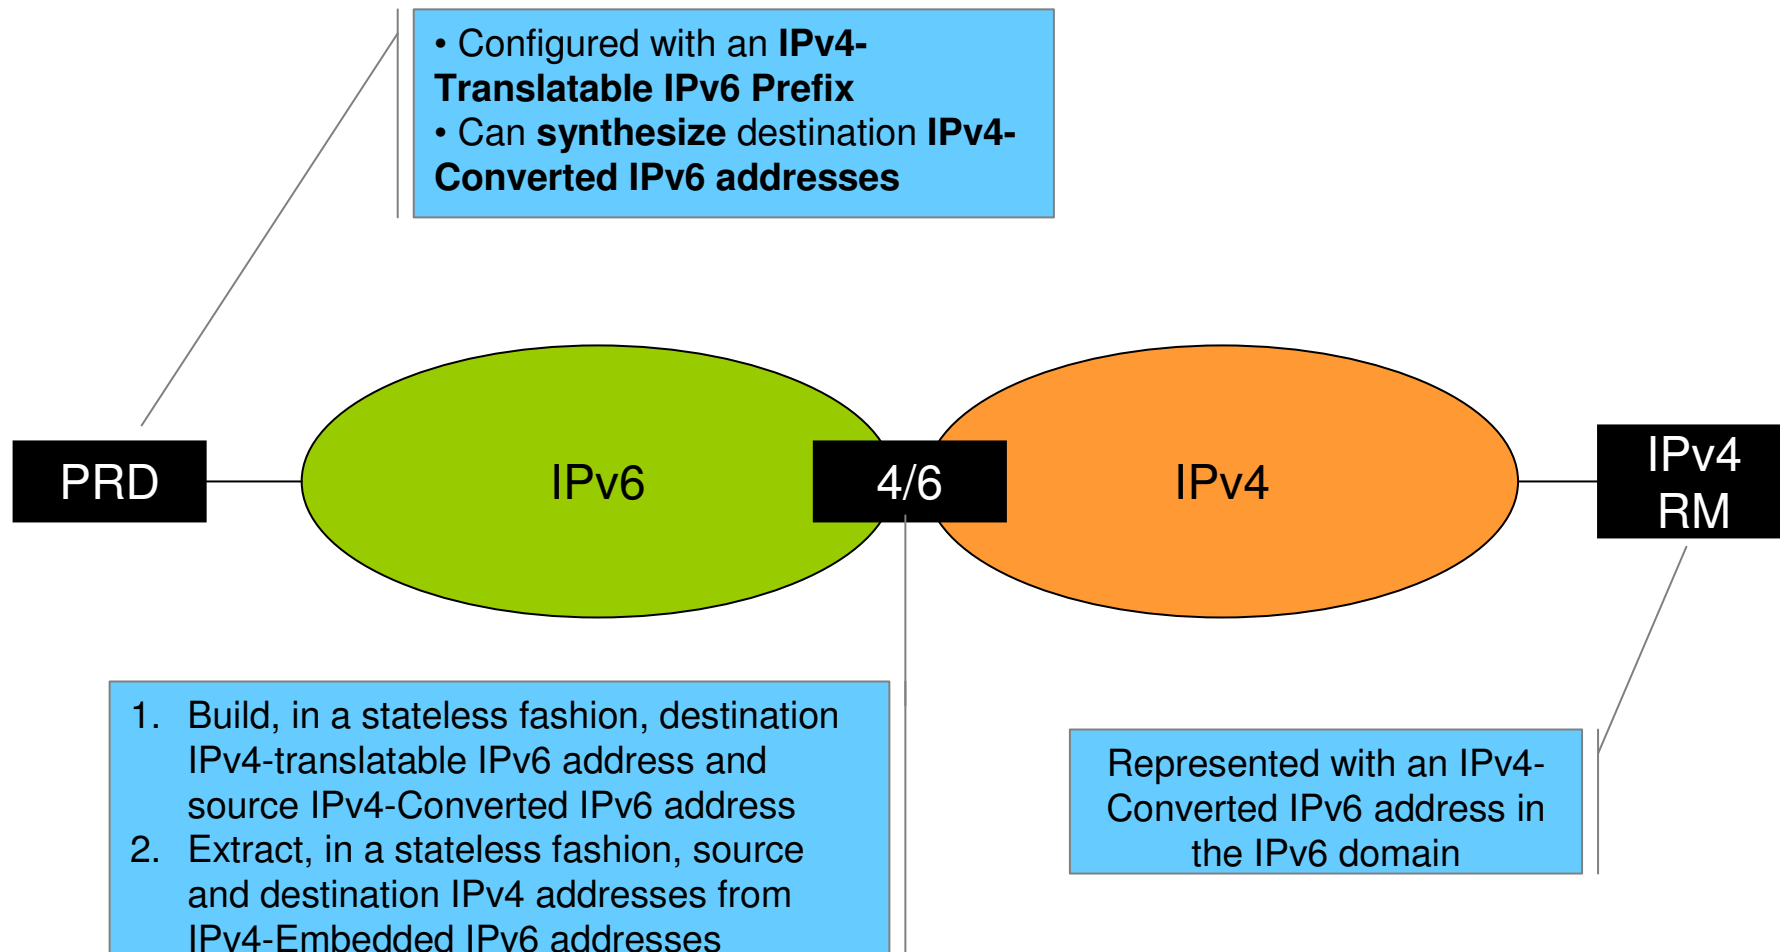 • Configured with an IPv4-
Translatable IPv6 Prefix
• Can synthesize destination IPv4-
Converted IPv6 addresses
PRD
IPv6
4/6
IPv4
IPv4
RM
1. Build, in a stateless fashion, destination
IPv4-translatable IPv6 address and
source IPv4-Converted IPv6 address
2. Extract, in a stateless fashion, source
and destination IPv4 addresses from
IPv4-Embedded IPv6 addresses
Represented with an IPv4-
Converted IPv6 address in
the IPv6 domain